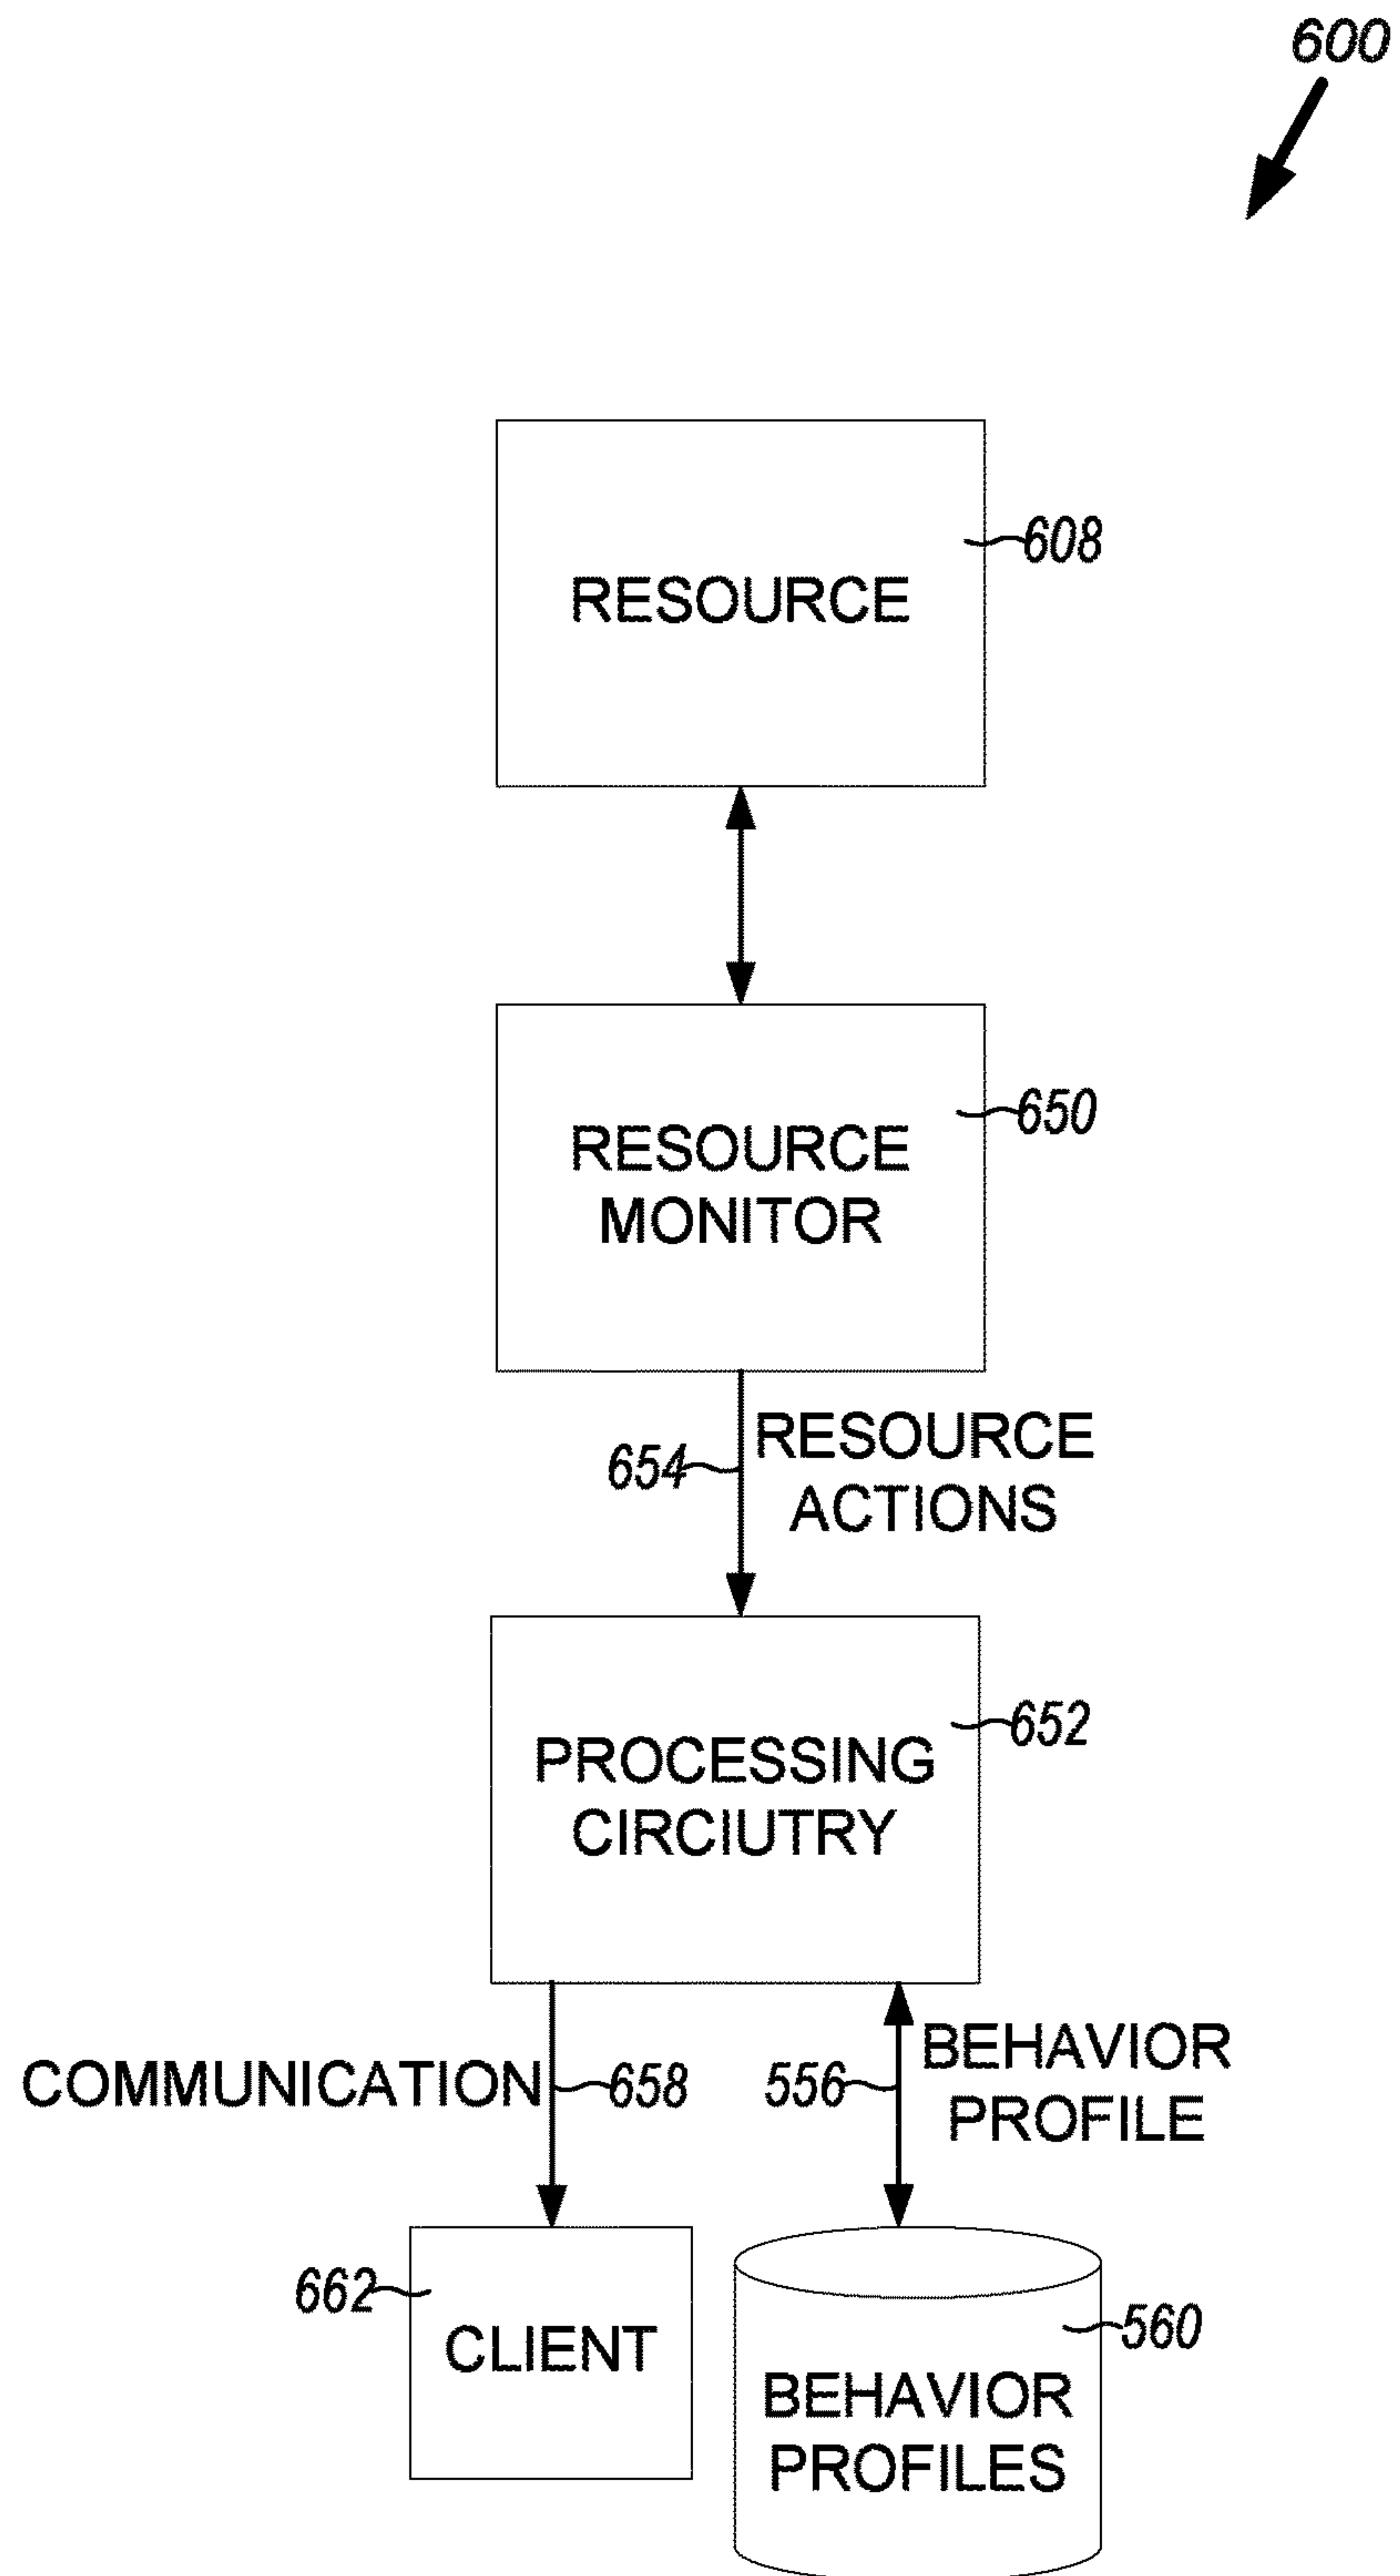 600
RESOURCE
608
RESOURCE
MONITOR
650
654
RESOURCE
ACTIONS
PROCESSING
CIRCIUTRY
652
COMMUNICATION
658
556
BEHAVIOR
PROFILE
662
CLIENT
560
BEHAVIOR
PROFILES